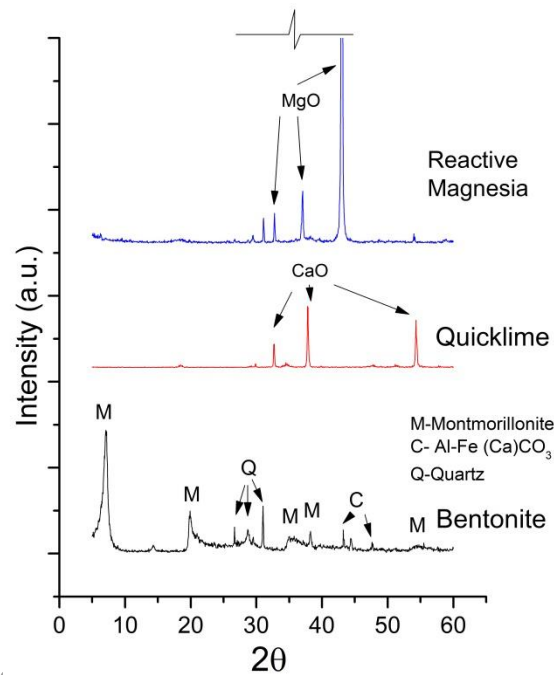 MgO
Reactive
Magnesia
CaO
Quicklime
M-Montmorillonite
C- Al-Fe (Ca)CO₃
Q-Quartz
Bentonite
M
M
Q
M
M
C
M
Intensity (a.u.)
0 10 20 30 40 50 60
2θ